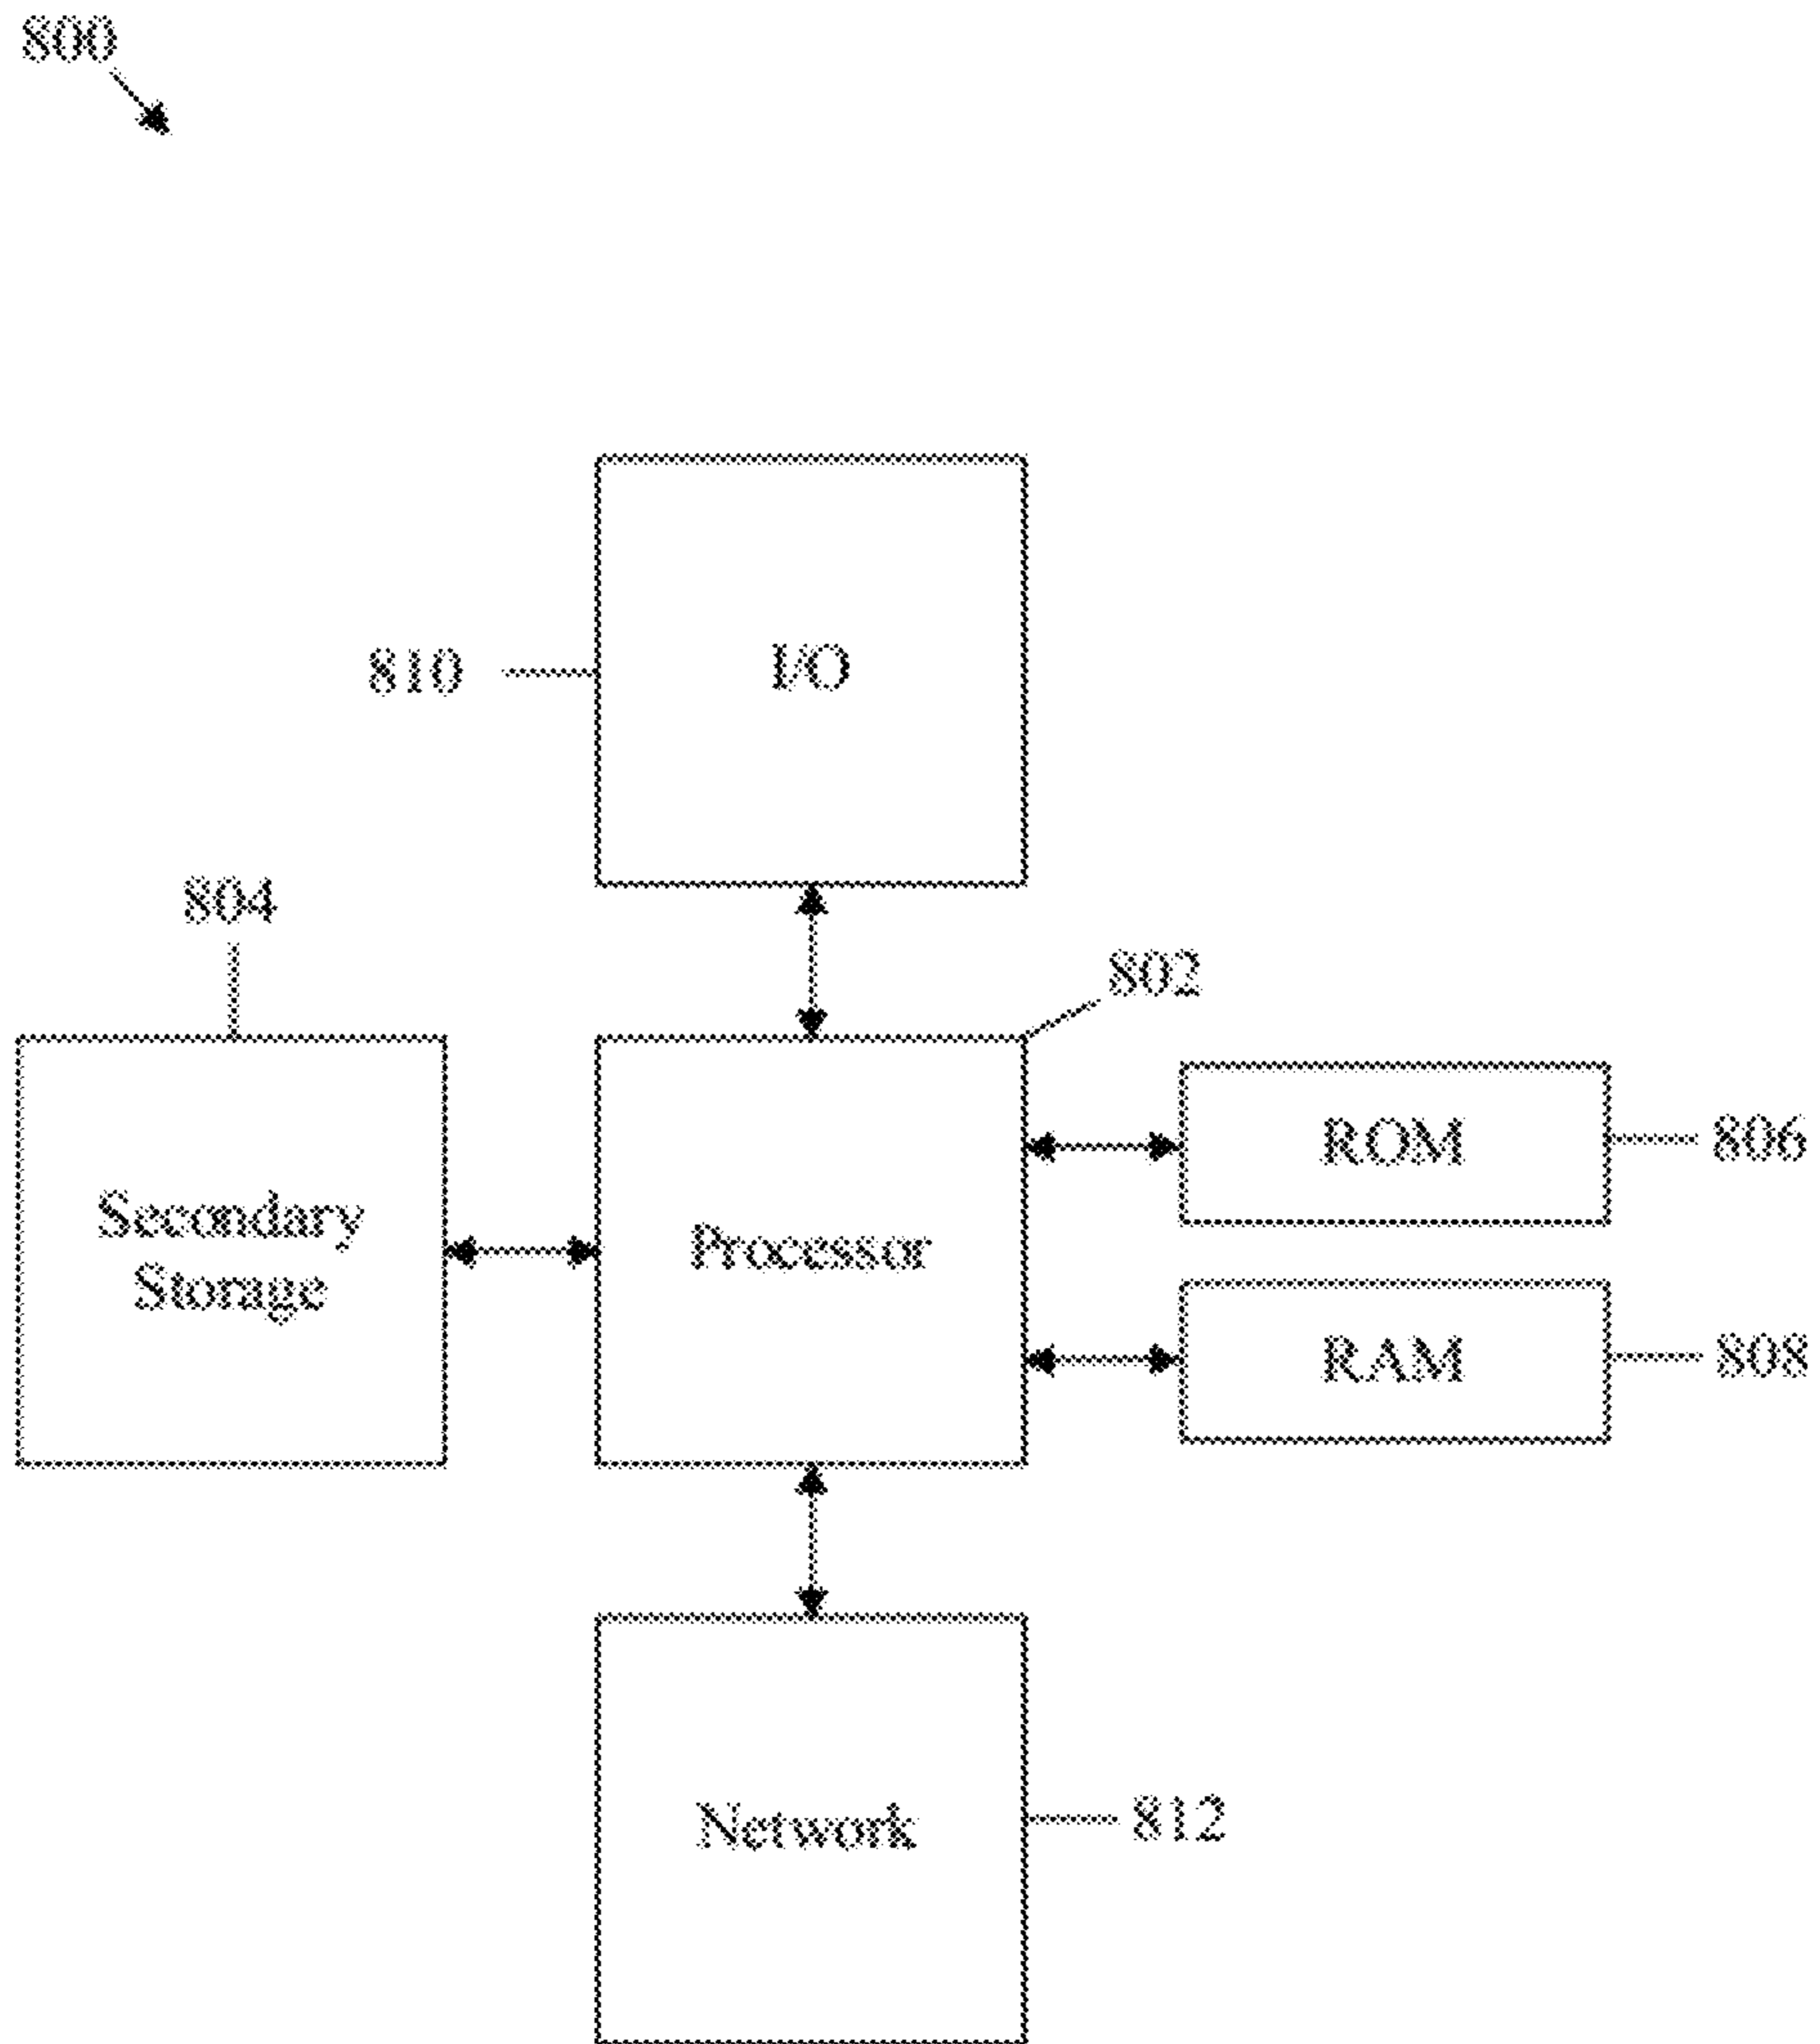 800
810
I/O
804
802
ROM
806
Secondary
Storage
Processor
RAM
808
Network
812